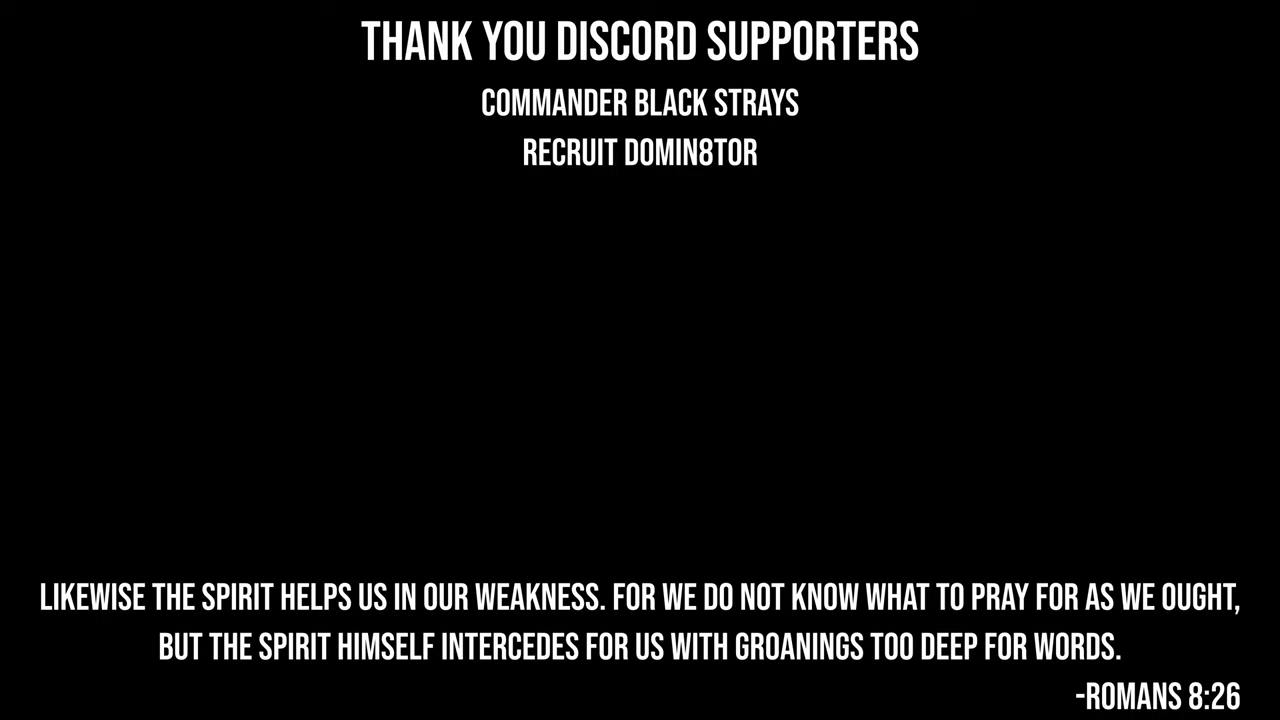 THANK YOU DISCORD SUPPORTERS
COMMANDER BLACK STRAYS
RECRUIT DOMIN8TOR
LIKEWISE THE SPIRIT HELPS US IN OUR WEAKNESS. FOR WE DO NOT KNOW WHAT TO PRAY FOR AS WE OUGHT,
BUT THE SPIRIT HIMSELF INTERCEDES FOR US WITH GROANINGS TOO DEEP FOR WORDS.
-ROMANS 8:26